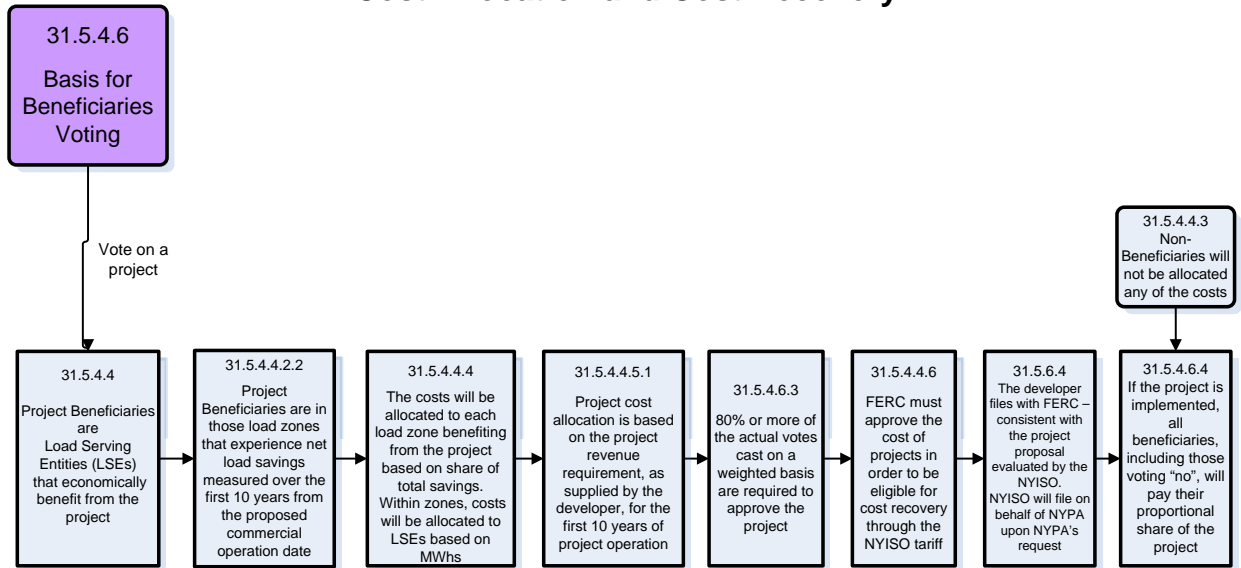 Cost Allocation and Cost Recovery
31.5.4.6
Basis for
Beneficiaries
Voting
Vote on a
project
31.5.4.4.3
Non-
Beneficiaries will
not be allocated
any of the costs
31.5.4.4
Project Beneficiaries
are
Load Serving
Entities (LSEs)
that economically
benefit from the
project
31.5.4.4.2.2
Project
Beneficiaries are in
those load zones
that experience net
load savings
measured over the
first 10 years from
the proposed
commercial
operation date
31.5.4.4.4
The costs will be
allocated to each
load zone benefiting
from the project
based on share of
total savings.
Within zones, costs
will be allocated to
LSEs based on
MWhs
31.5.4.4.5.1
Project cost
allocation is based
on the project
revenue
requirement, as
supplied by the
developer, for the
first 10 years of
project operation
31.5.4.6.3
80% or more of
the actual votes
cast on a
weighted basis
are required to
approve the
project
31.5.4.4.6
FERC must
approve the
cost of
projects in
order to be
eligible for
cost recovery
through the
NYISO tariff
31.5.6.4
The developer
files with FERC –
consistent with
the project
proposal
evaluated by the
NYISO.
NYISO will file on
behalf of NYPA
upon NYPA's
request
31.5.4.6.4
If the project is
implemented,
all
beneficiaries,
including those
voting “no”, will
pay their
proportional
share of the
project